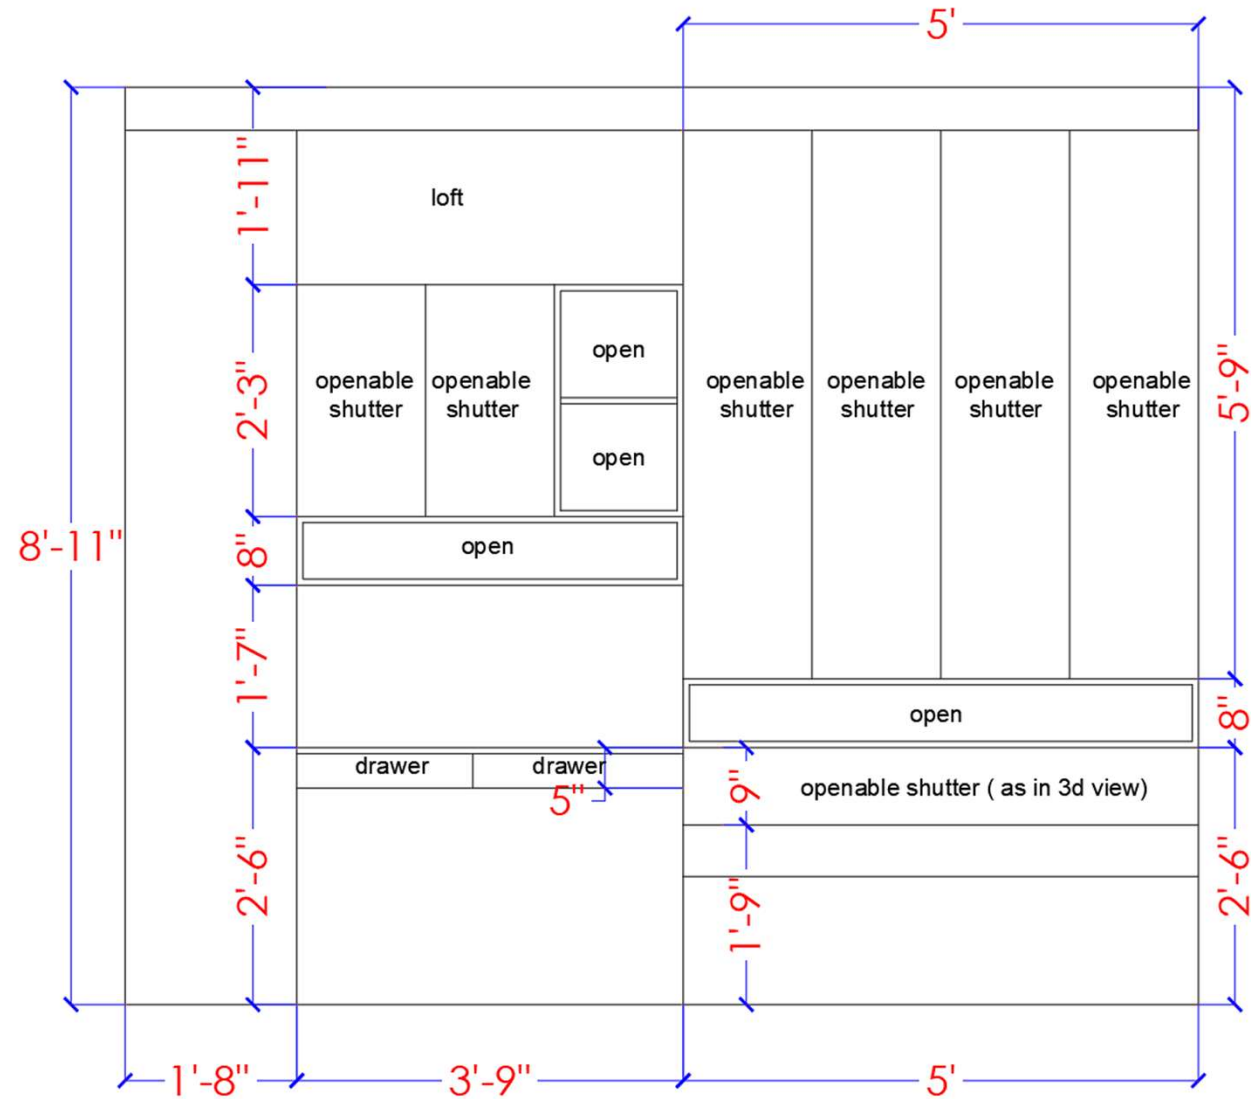 5'
1'-11"
loft
2'-3"
openable
shutter
openable
shutter
open
open
openable
shutter
openable
shutter
openable
shutter
openable
shutter
5'-9"
8'-11"
8"
open
1'-7"
open
8"
drawer
drawer
5"
9"
openable shutter ( as in 3d view)
2'-6"
1'-9"
2'-6"
1'-8"
3'-9"
5'